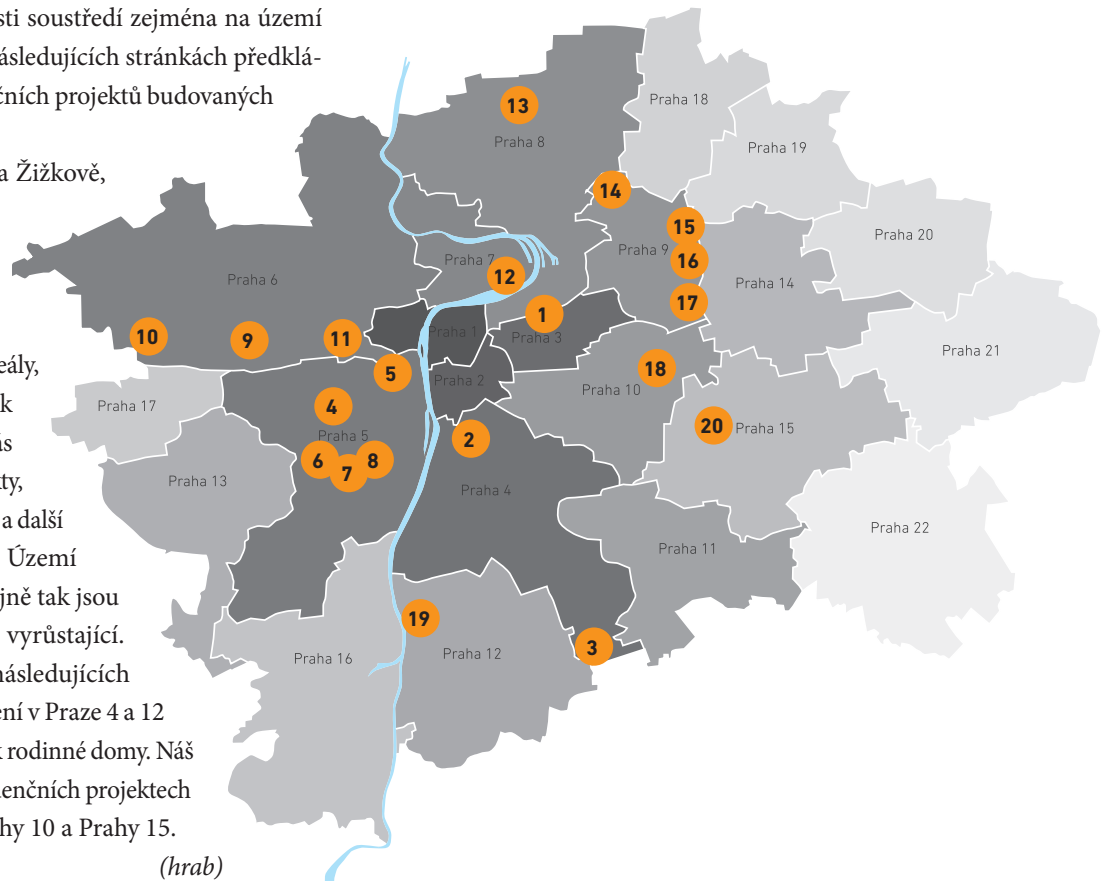 sti soustředí zejména na území
ásledujících stránkách předklá-
čních projektů budovaných
a Žižkově,
eály,
k
ás
kty,
a další
Území
jně tak jsou
vyrůstající.
následujících
ení v Praze 4 a 12
k rodinné domy. Náš
denčních projektech
hy 10 a Prahy 15.
(hrab)
Praha 18
13
Praha 8
Praha 19
14
15
Praha 20
Praha 9
16
Praha 7
12
Praha 6
Praha 14
17
1
10
9
11
Praha 1
Praha 3
Praha 21
5
18
Praha 2
Praha 10
Praha 17
4
20
Praha 15
Praha 5
2
6
7
8
Praha 13
Praha 4
Praha 22
Praha 11
19
3
Praha 16
Praha 12